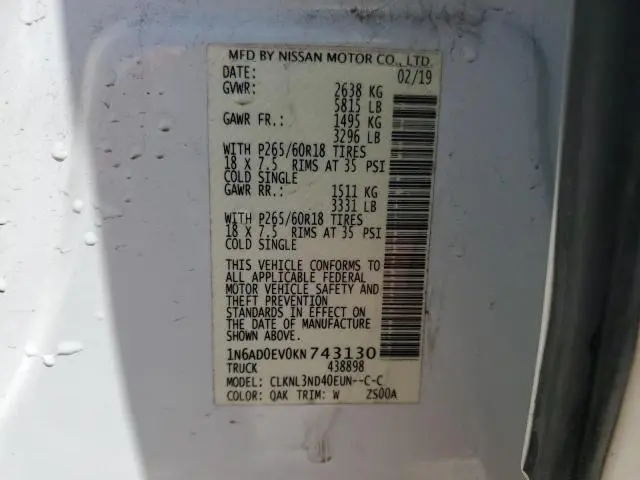 MFD BY NISSAN MOTOR CO., LTD.
DATE: 02/19
GVWR: 2638 KG
5815 LB
GAWR FR.: 1495 KG
3296 LB
WITH P265/60R18 TIRES
18 X 7.5 RIMS AT 35 PSI
COLD SINGLE
GAWR RR.: 1511 KG
3331 LB
WITH P265/60R18 TIRES
18 X 7.5 RIMS AT 35 PSI
COLD SINGLE
THIS VEHICLE CONFORMS TO
ALL APPLICABLE FEDERAL
MOTOR VEHICLE SAFETY AND
THEFT PREVENTION
STANDARDS IN EFFECT ON
THE DATE OF MANUFACTURE
SHOWN ABOVE.
1N6AD0EV0KN743130
TRUCK 438898
MODEL: CLKNL3ND40EUN--C-C
COLOR: QAK TRIM: W ZS00A